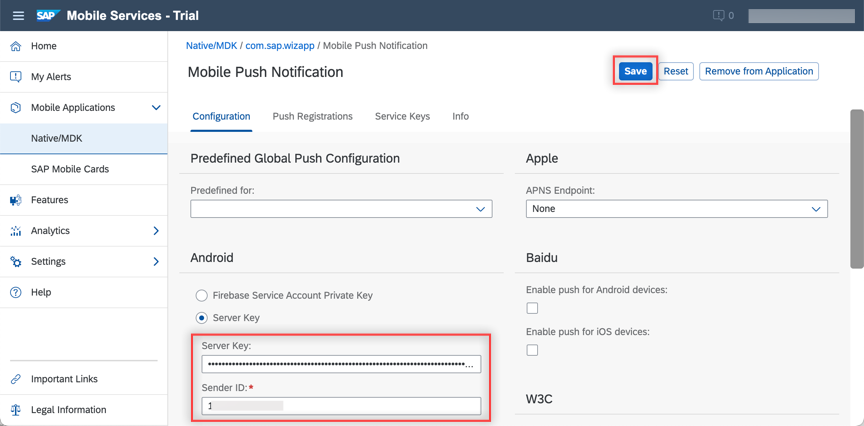 SAP Mobile Services - Trial
0
Home
My Alerts
Mobile Applications
Native/MDK
SAP Mobile Cards
Features
Analytics
Settings
Help
Important Links
Legal Information
Native/MDK / com.sap.wizapp / Mobile Push Notification
Mobile Push Notification
Save Reset Remove from Application
Configuration Push Registrations Service Keys Info
Predefined Global Push Configuration
Predefined for:
Apple
APNS Endpoint:
None
Android
Firebase Service Account Private Key
Server Key
Server Key:
Sender ID:*
1
Baidu
Enable push for Android devices:
Enable push for iOS devices:
W3C